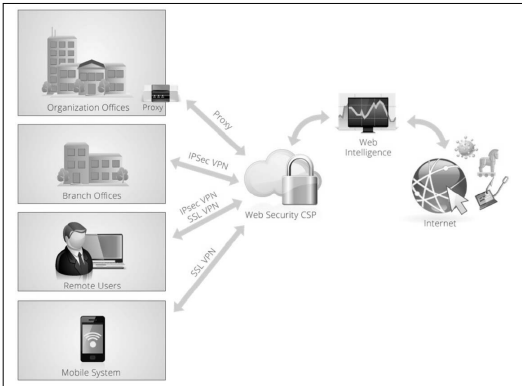 Organization Offices
Proxy
Proxy
IPSec VPN
Branch Offices
IPsec VPN
SSL VPN
Remote Users
SSL VPN
Mobile System
Web Security CSP
Web
Intelligence
Internet